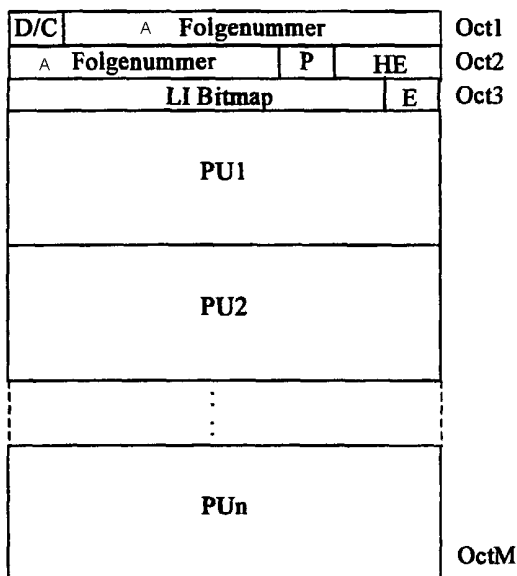 D/C A Folgenummer Oct1
A Folgenummer P HE Oct2
LI Bitmap E Oct3
PU1
PU2
PUn
OctM